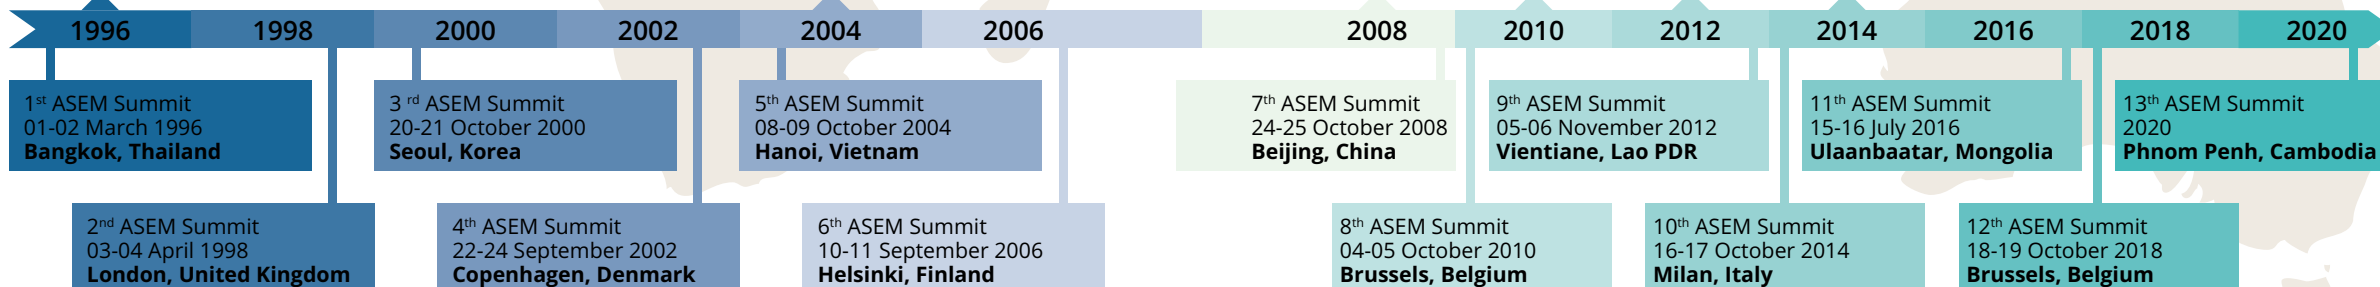 1996 1998 2000 2002 2004 2006 2008 2010 2012 2014 2016 2018 2020
1st ASEM Summit
01-02 March 1996
Bangkok, Thailand
3 rd ASEM Summit
20-21 October 2000
Seoul, Korea
5th ASEM Summit
08-09 October 2004
Hanoi, Vietnam
7th ASEM Summit
24-25 October 2008
Beijing, China
9th ASEM Summit
05-06 November 2012
Vientiane, Lao PDR
11th ASEM Summit
15-16 July 2016
Ulaanbaatar, Mongolia
13th ASEM Summit
2020
Phnom Penh, Cambodia
2nd ASEM Summit
03-04 April 1998
London, United Kingdom
4th ASEM Summit
22-24 September 2002
Copenhagen, Denmark
6th ASEM Summit
10-11 September 2006
Helsinki, Finland
8th ASEM Summit
04-05 October 2010
Brussels, Belgium
10th ASEM Summit
16-17 October 2014
Milan, Italy
12th ASEM Summit
18-19 October 2018
Brussels, Belgium